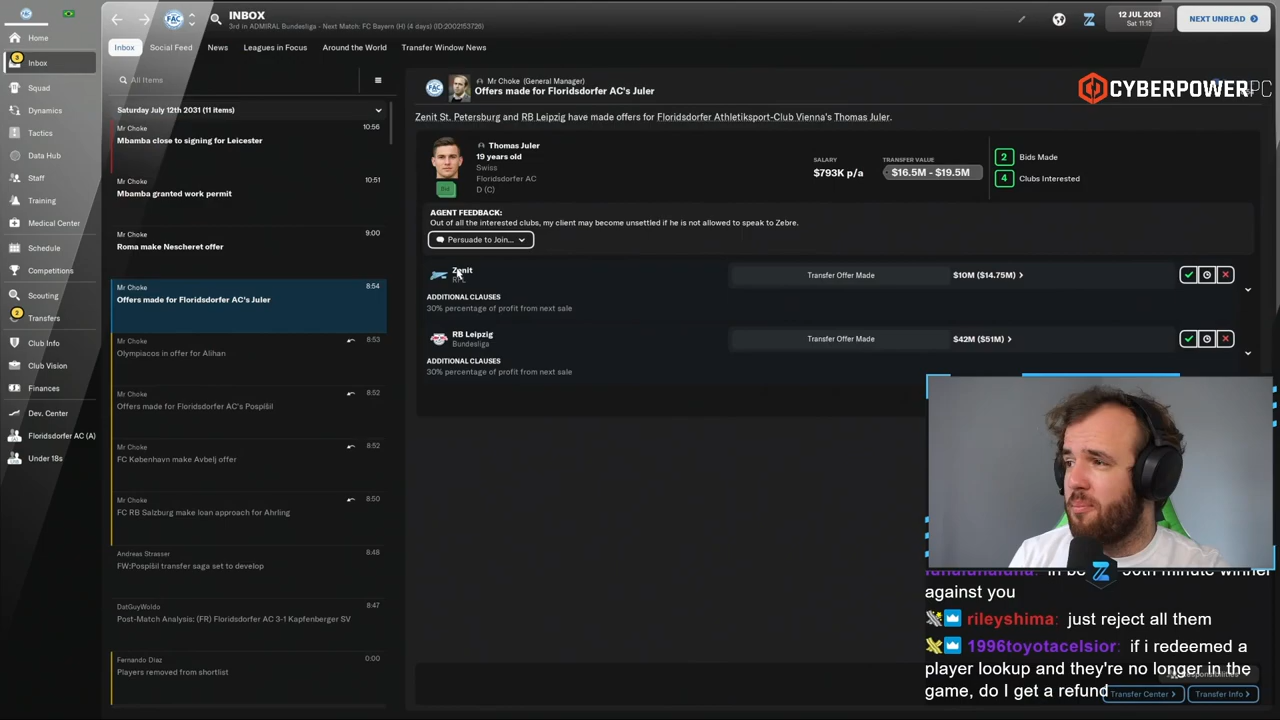 INBOX
3rd in ADMIRAL Bundesliga - Next Match: FC Bayern (H) (4 days) (ID:2002153726)
12 JUL 2031
Sat 11:15
NEXT UNREAD
Home
3
Inbox
Squad
Dynamics
Tactics
Data Hub
Staff
Training
Medical Center
Schedule
Competitions
Scouting
2
Transfers
Club Info
Club Vision
Finances
Dev. Center
Floridsdorfer AC (A)
Under 18s
Inbox
Social Feed
News
Leagues in Focus
Around the World
Transfer Window News
All Items
Saturday July 12th 2031 (11 items)
Mr Choke
10:56
Mbamba close to signing for Leicester
Mr Choke
10:51
Mbamba granted work permit
Mr Choke
9:00
Roma make Nescheret offer
Mr Choke
8:54
Offers made for Floridsdorfer AC's Juler
Mr Choke
8:53
Olympiacos in offer for Alihan
Mr Choke
8:52
Offers made for Floridsdorfer AC's Pospíšil
Mr Choke
8:52
FC København make Avbelj offer
Mr Choke
8:50
FC RB Salzburg make loan approach for Ahrling
Andreas Strasser
8:48
FW:Pospíšil transfer saga set to develop
DatGuyWoldo
8:47
Post-Match Analysis: (FR) Floridsdorfer AC 3-1 Kapfenberger SV
Fernando Diaz
0:00
Players removed from shortlist
FAC
Mr Choke (General Manager)
Offers made for Floridsdorfer AC's Juler
CYBERPOWERPC
Zenit St. Petersburg and RB Leipzig have made offers for Floridsdorfer Athletiksport-Club Vienna's Thomas Juler.
Thomas Juler
19 years old
Swiss
Floridsdorfer AC
D (C)
Bid
SALARY
$793K p/a
TRANSFER VALUE
$16.5M - $19.5M
2 Bids Made
4 Clubs Interested
AGENT FEEDBACK:
Out of all the interested clubs, my client may become unsettled if he is not allowed to speak to Zebre.
Persuade to Join...
Zenit
RPL
Transfer Offer Made
$10M ($14.75M)
ADDITIONAL CLAUSES
30% percentage of profit from next sale
RB Leipzig
Bundesliga
Transfer Offer Made
$42M ($51M)
ADDITIONAL CLAUSES
30% percentage of profit from next sale
against you
rileyshima: just reject all them
1996toyotacelsior: if i redeemed a
player lookup and they're no longer in the
game, do I get a refund
Transfer Center
Transfer Info